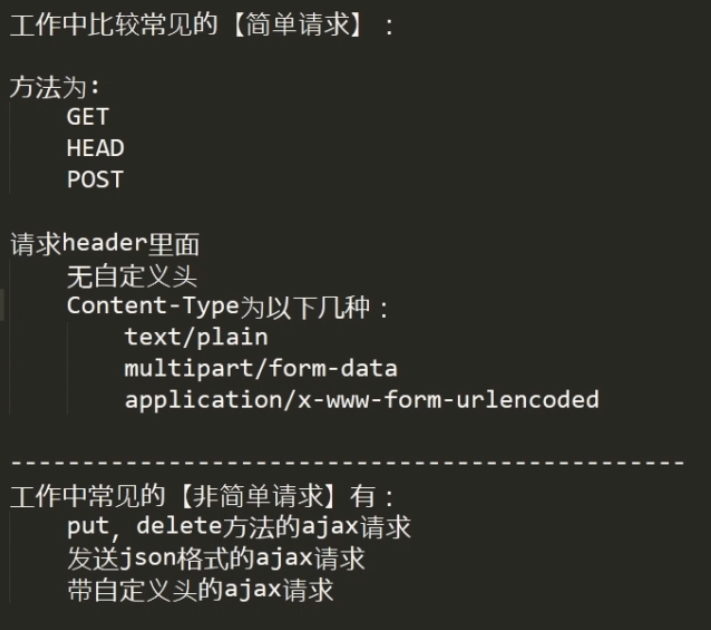 工作中比较常见的【简单请求】：
方法为:
GET
HEAD
POST
请求header里面
无自定义头
Content-Type为以下几种：
text/plain
multipart/form-data
application/x-www-form-urlencoded
-----------------------------------------------
工作中常见的【非简单请求】有：
put, delete方法的ajax请求
发送json格式的ajax请求
带自定义头的ajax请求